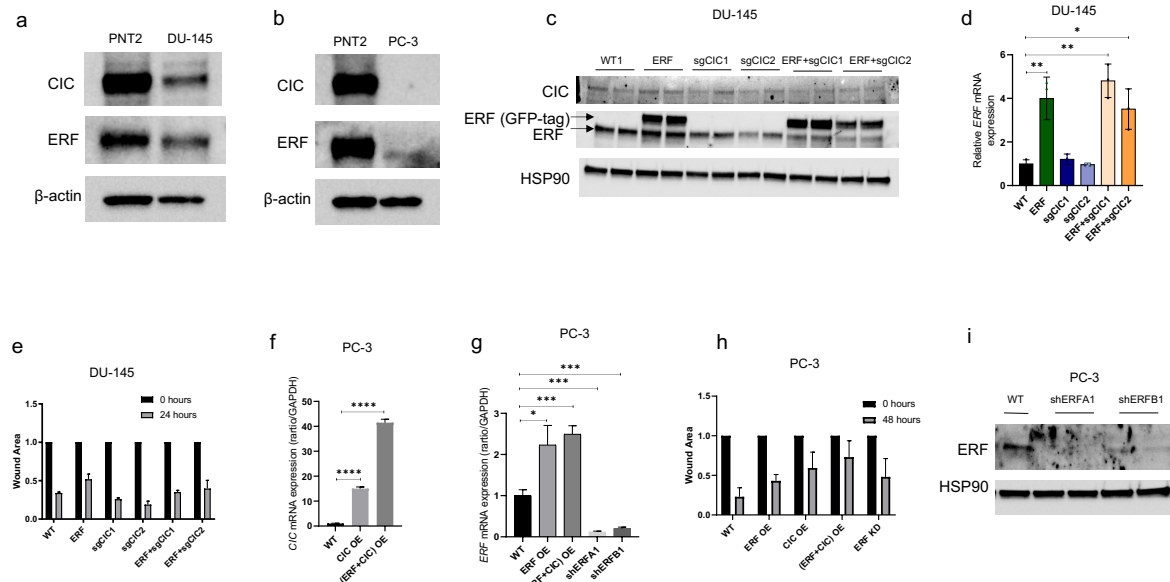 a
PNT2 DU-145
CIC
ERF
β-actin
b
PNT2 PC-3
CIC
ERF
β-actin
c
DU-145
WT1 ERF sgCIC1 sgCIC2 ERF+sgCIC1 ERF+sgCIC2
CIC
ERF (GFP-tag)
ERF
HSP90
d
DU-145
Relative ERF mRNA
expression
*
**
**
6
4
2
0
WT
ERF
sgCIC1
sgCIC2
ERF+sgCIC1
ERF+sgCIC2
e
DU-145
0 hours
24 hours
Wound Area
1.5
1.0
0.5
0.0
WT
ERF
sgCIC1
sgCIC2
ERF+sgCIC1
ERF+sgCIC2
f
PC-3
CIC mRNA expression (rartio/GAPDH)
****
****
50
40
30
20
10
0
WT
CIC OE
(ERF+CIC) OE
g
PC-3
ERF mRNA expression (rartio/GAPDH)
***
***
***
*
4
3
2
1
0
WT
ERF OE
ERF+CIC) OE
shERFA1
shERFB1
h
PC-3
0 hours
48 hours
Wound Area
1.5
1.0
0.5
0.0
WT
ERF OE
CIC OE
(ERF+CIC) OE
ERF KD
i
PC-3
WT shERFA1 shERFB1
ERF
HSP90